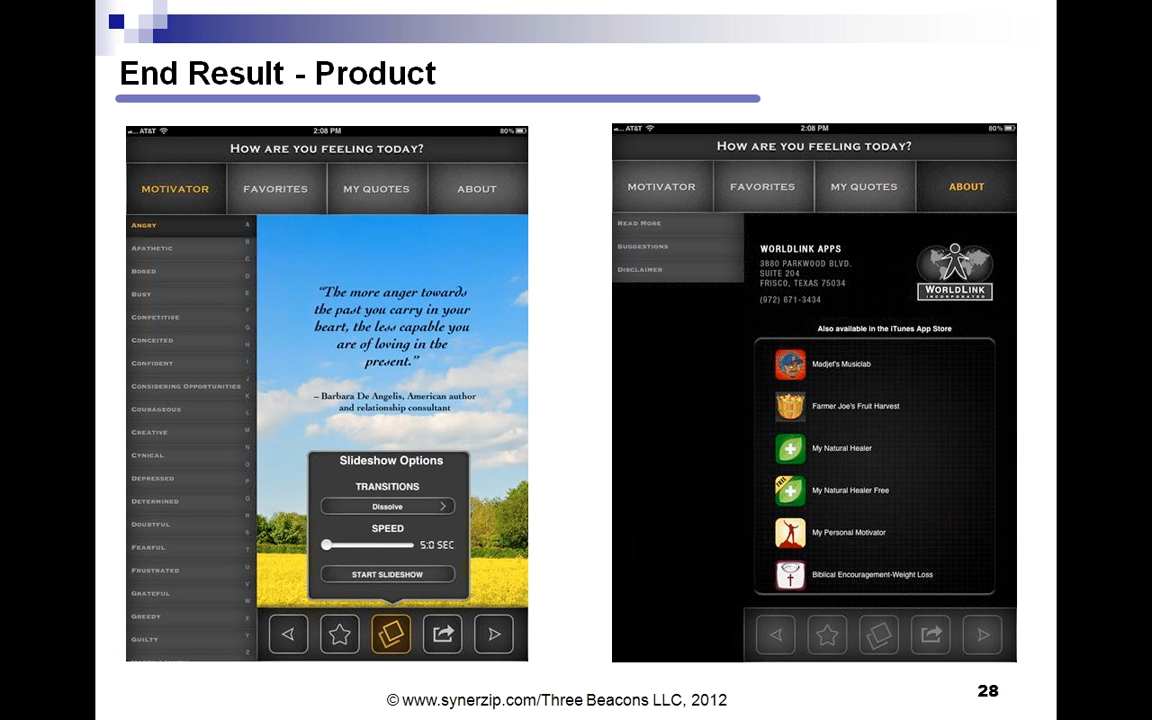 End Result - Product
AT&T 2:08 PM 80%
HOW ARE YOU FEELING TODAY?
MOTIVATOR FAVORITES MY QUOTES ABOUT
ANGRY
APATHETIC
BORED
BUSY
COMPETITIVE
CONCEITED
CONFIDENT
CONSIDERING OPPORTUNITIES
COURAGEOUS
CREATIVE
CYNICAL
DEPRESSED
DETERMINED
DOUBTFUL
FEARFUL
FRUSTRATED
GRATEFUL
GREEDY
GUILTY
A
B
C
D
E
F
G
H
I
J
K
L
M
N
O
P
Q
R
S
T
U
V
W
X
Y
Z
“The more anger towards
the past you carry in your
heart, the less capable you
are of loving in the
present.”
– Barbara De Angelis, American author
and relationship consultant
Slideshow Options
TRANSITIONS
Dissolve
SPEED
5.0 SEC
START SLIDESHOW
AT&T 2:08 PM 80%
HOW ARE YOU FEELING TODAY?
MOTIVATOR FAVORITES MY QUOTES ABOUT
READ MORE
SUGGESTIONS
DISCLAIMER
WORLDLINK APPS
3880 PARKWOOD BLVD.
SUITE 204
FRISCO, TEXAS 75034
(972) 671-3434
WORLDLINK
INCORPORATED
Also available in the iTunes App Store
Madjef's Musiclab
Farmer Joe's Fruit Harvest
My Natural Healer
FREE
My Natural Healer Free
My Personal Motivator
Biblical Encouragement-Weight Loss
© www.synerzip.com/Three Beacons LLC, 2012
28